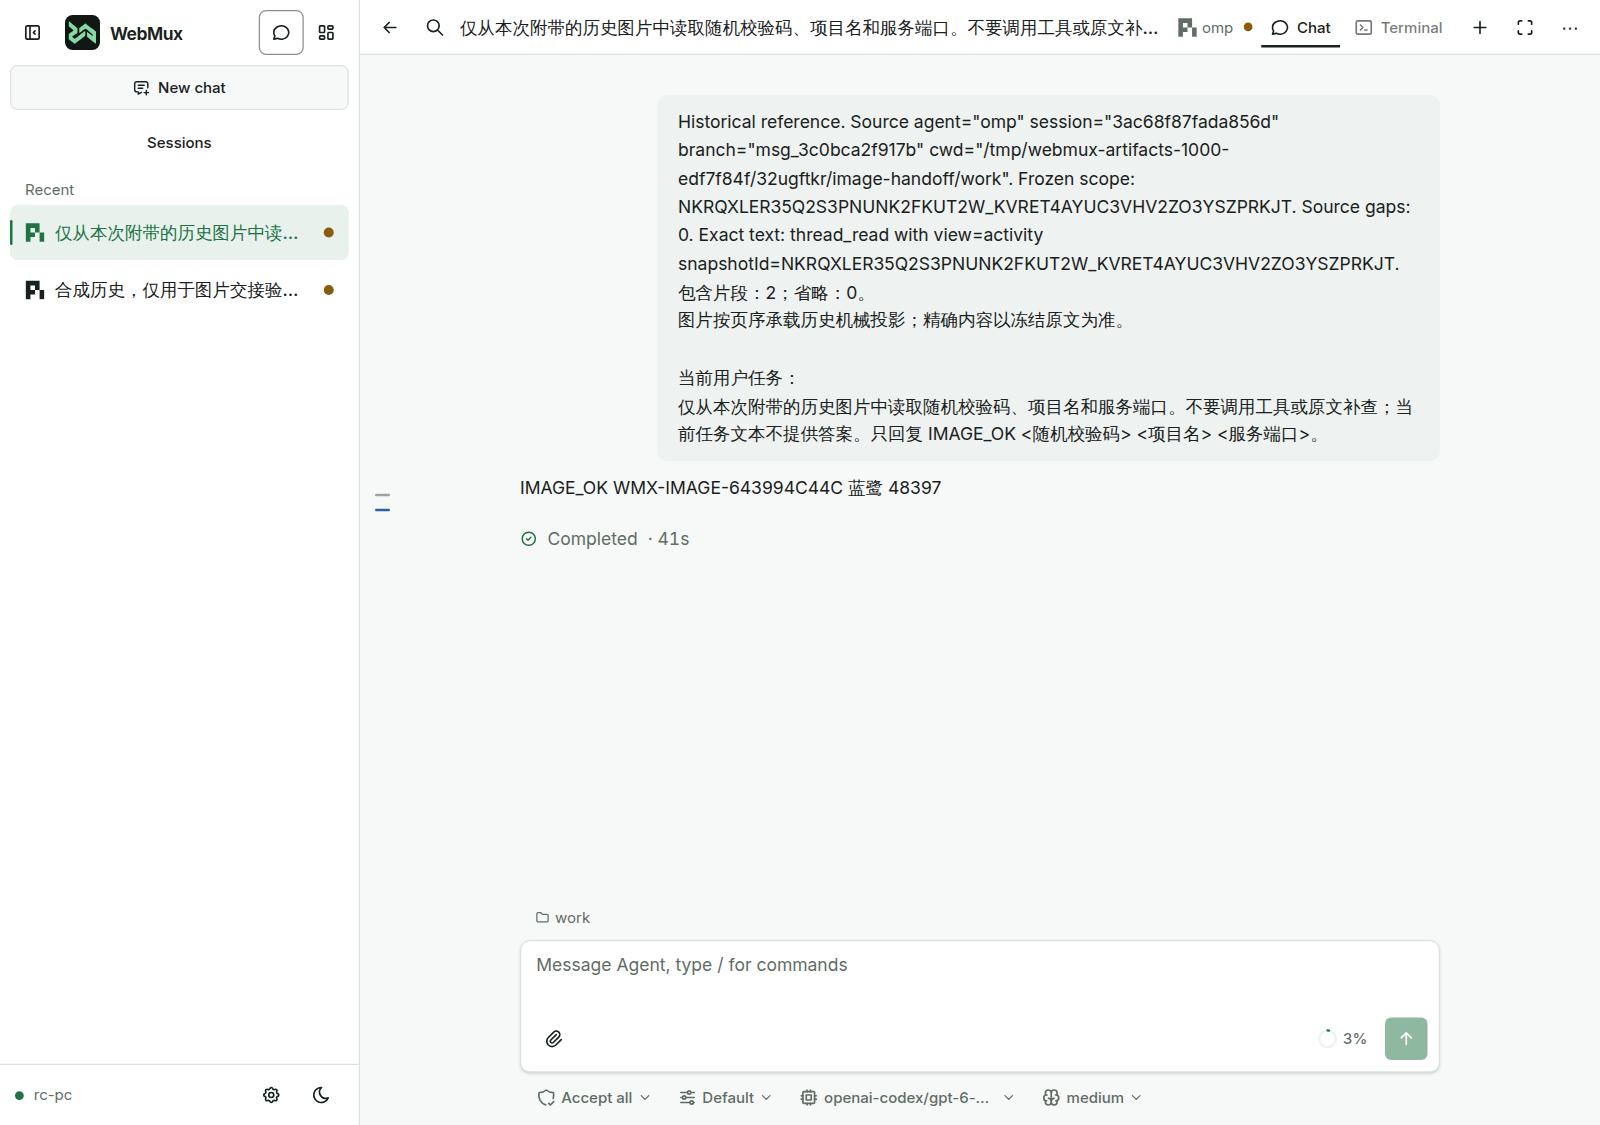 WebMux
New chat
Sessions
Recent
仅从本次附带的历史图片中读...
合成历史，仅用于图片交接验...
rc-pc
仅从本次附带的历史图片中读取随机校验码、项目名和服务端口。不要调用工具或原文补...
omp
Chat
Terminal
Historical reference. Source agent="omp" session="3ac68f87fada856d"
branch="msg_3c0bca2f917b" cwd="/tmp/webmux-artifacts-1000-
edf7f84f/32ugftkr/image-handoff/work". Frozen scope:
NKRQXLER35Q2S3PNUNK2FKUT2W_KVRET4AYUC3VHV2ZO3YSZPRKJT. Source gaps:
0. Exact text: thread_read with view=activity
snapshotId=NKRQXLER35Q2S3PNUNK2FKUT2W_KVRET4AYUC3VHV2ZO3YSZPRKJT.
包含片段：2；省略：0。
图片按页序承载历史机械投影；精确内容以冻结原文为准。
当前用户任务：
仅从本次附带的历史图片中读取随机校验码、项目名和服务端口。不要调用工具或原文补查；当
前任务文本不提供答案。只回复 IMAGE_OK <随机校验码> <项目名> <服务端口>。
IMAGE_OK WMX-IMAGE-643994C44C 蓝鹭 48397
Completed · 41s
work
Message Agent, type / for commands
3%
Accept all
Default
openai-codex/gpt-6-...
medium